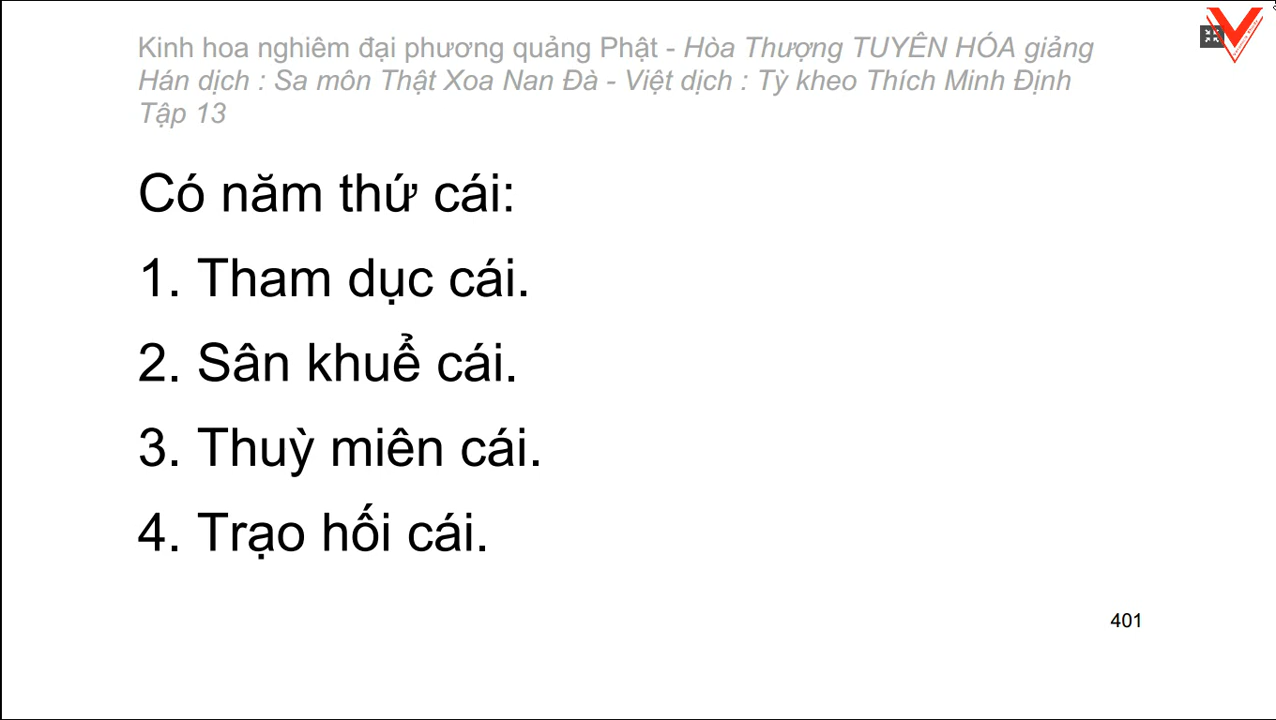 Kinh hoa nghiêm đại phương quảng Phật - Hòa Thượng TUYÊN HÓA giảng
Hán dịch : Sa môn Thật Xoa Nan Đà - Việt dịch : Tỳ kheo Thích Minh Định
Tập 13
Có năm thứ cái:
1. Tham dục cái.
2. Sân khuể cái.
3. Thuỳ miên cái.
4. Trạo hối cái.
401